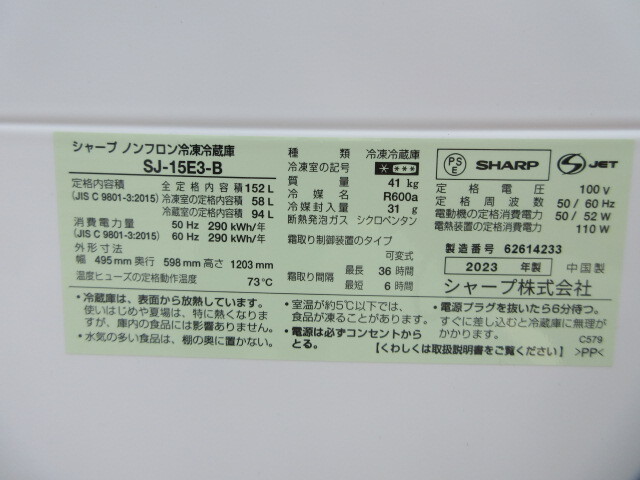 シャープ ノンフロン冷凍冷蔵庫
SJ-15E3-B
定格内容積
(JIS C 9801-3:2015)
全定格内容積 152 L
冷凍室の定格内容積 58 L
冷蔵室の定格内容積 94 L
消費電力量
(JIS C 9801-3:2015)
50 Hz 290 kWh/年
60 Hz 290 kWh/年
外形寸法
幅 495 mm 奥行 598 mm 高さ 1203 mm
温度ヒューズの定格動作温度 73℃
種類 冷凍冷蔵庫
冷凍室の記号 * ***
質量 41 kg
冷媒名 R600a
冷媒封入量 31 g
断熱発泡ガス シクロペンタン
霜取り制御装置のタイプ
可変式
霜取り間隔 最長 36 時間
最短 6 時間
PS
E
SHARP
S JET
定格電圧 100 V
定格周波数 50 / 60 Hz
電動機の定格消費電力 50 / 52 W
電熱装置の定格消費電力 110 W
製造番号 62614233
2023 年製 中国製
シャープ株式会社
•冷蔵庫は、表面から放熱しています。
使いはじめや夏場は、特に熱くなりま
すが、庫内の食品には影響ありません。
•水気の多い食品は、棚の奥に置かない。
•室温が約5℃以下では、
食品が凍ることがあります。
•電源は必ずコンセントから
とる。
•電源プラグを抜いたら6分待つ。
すぐに差し込むと冷蔵庫に無理が
かかります。
C579
【くわしくは取扱説明書をご覧ください】 >PP<